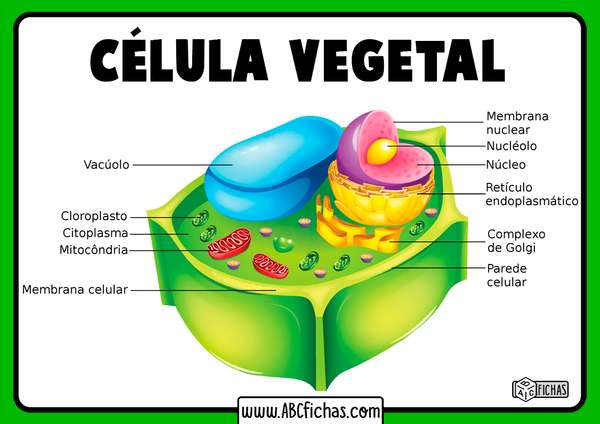 CÉLULA VEGETAL
Vacúolo
Cloroplasto
Citoplasma
Mitocôndria
Membrana celular
Membrana
nuclear
Nucléolo
Núcleo
Retículo
endoplasmático
Complexo
de Golgi
Parede
celular
ABC FICHAS
www.ABCfichas.com